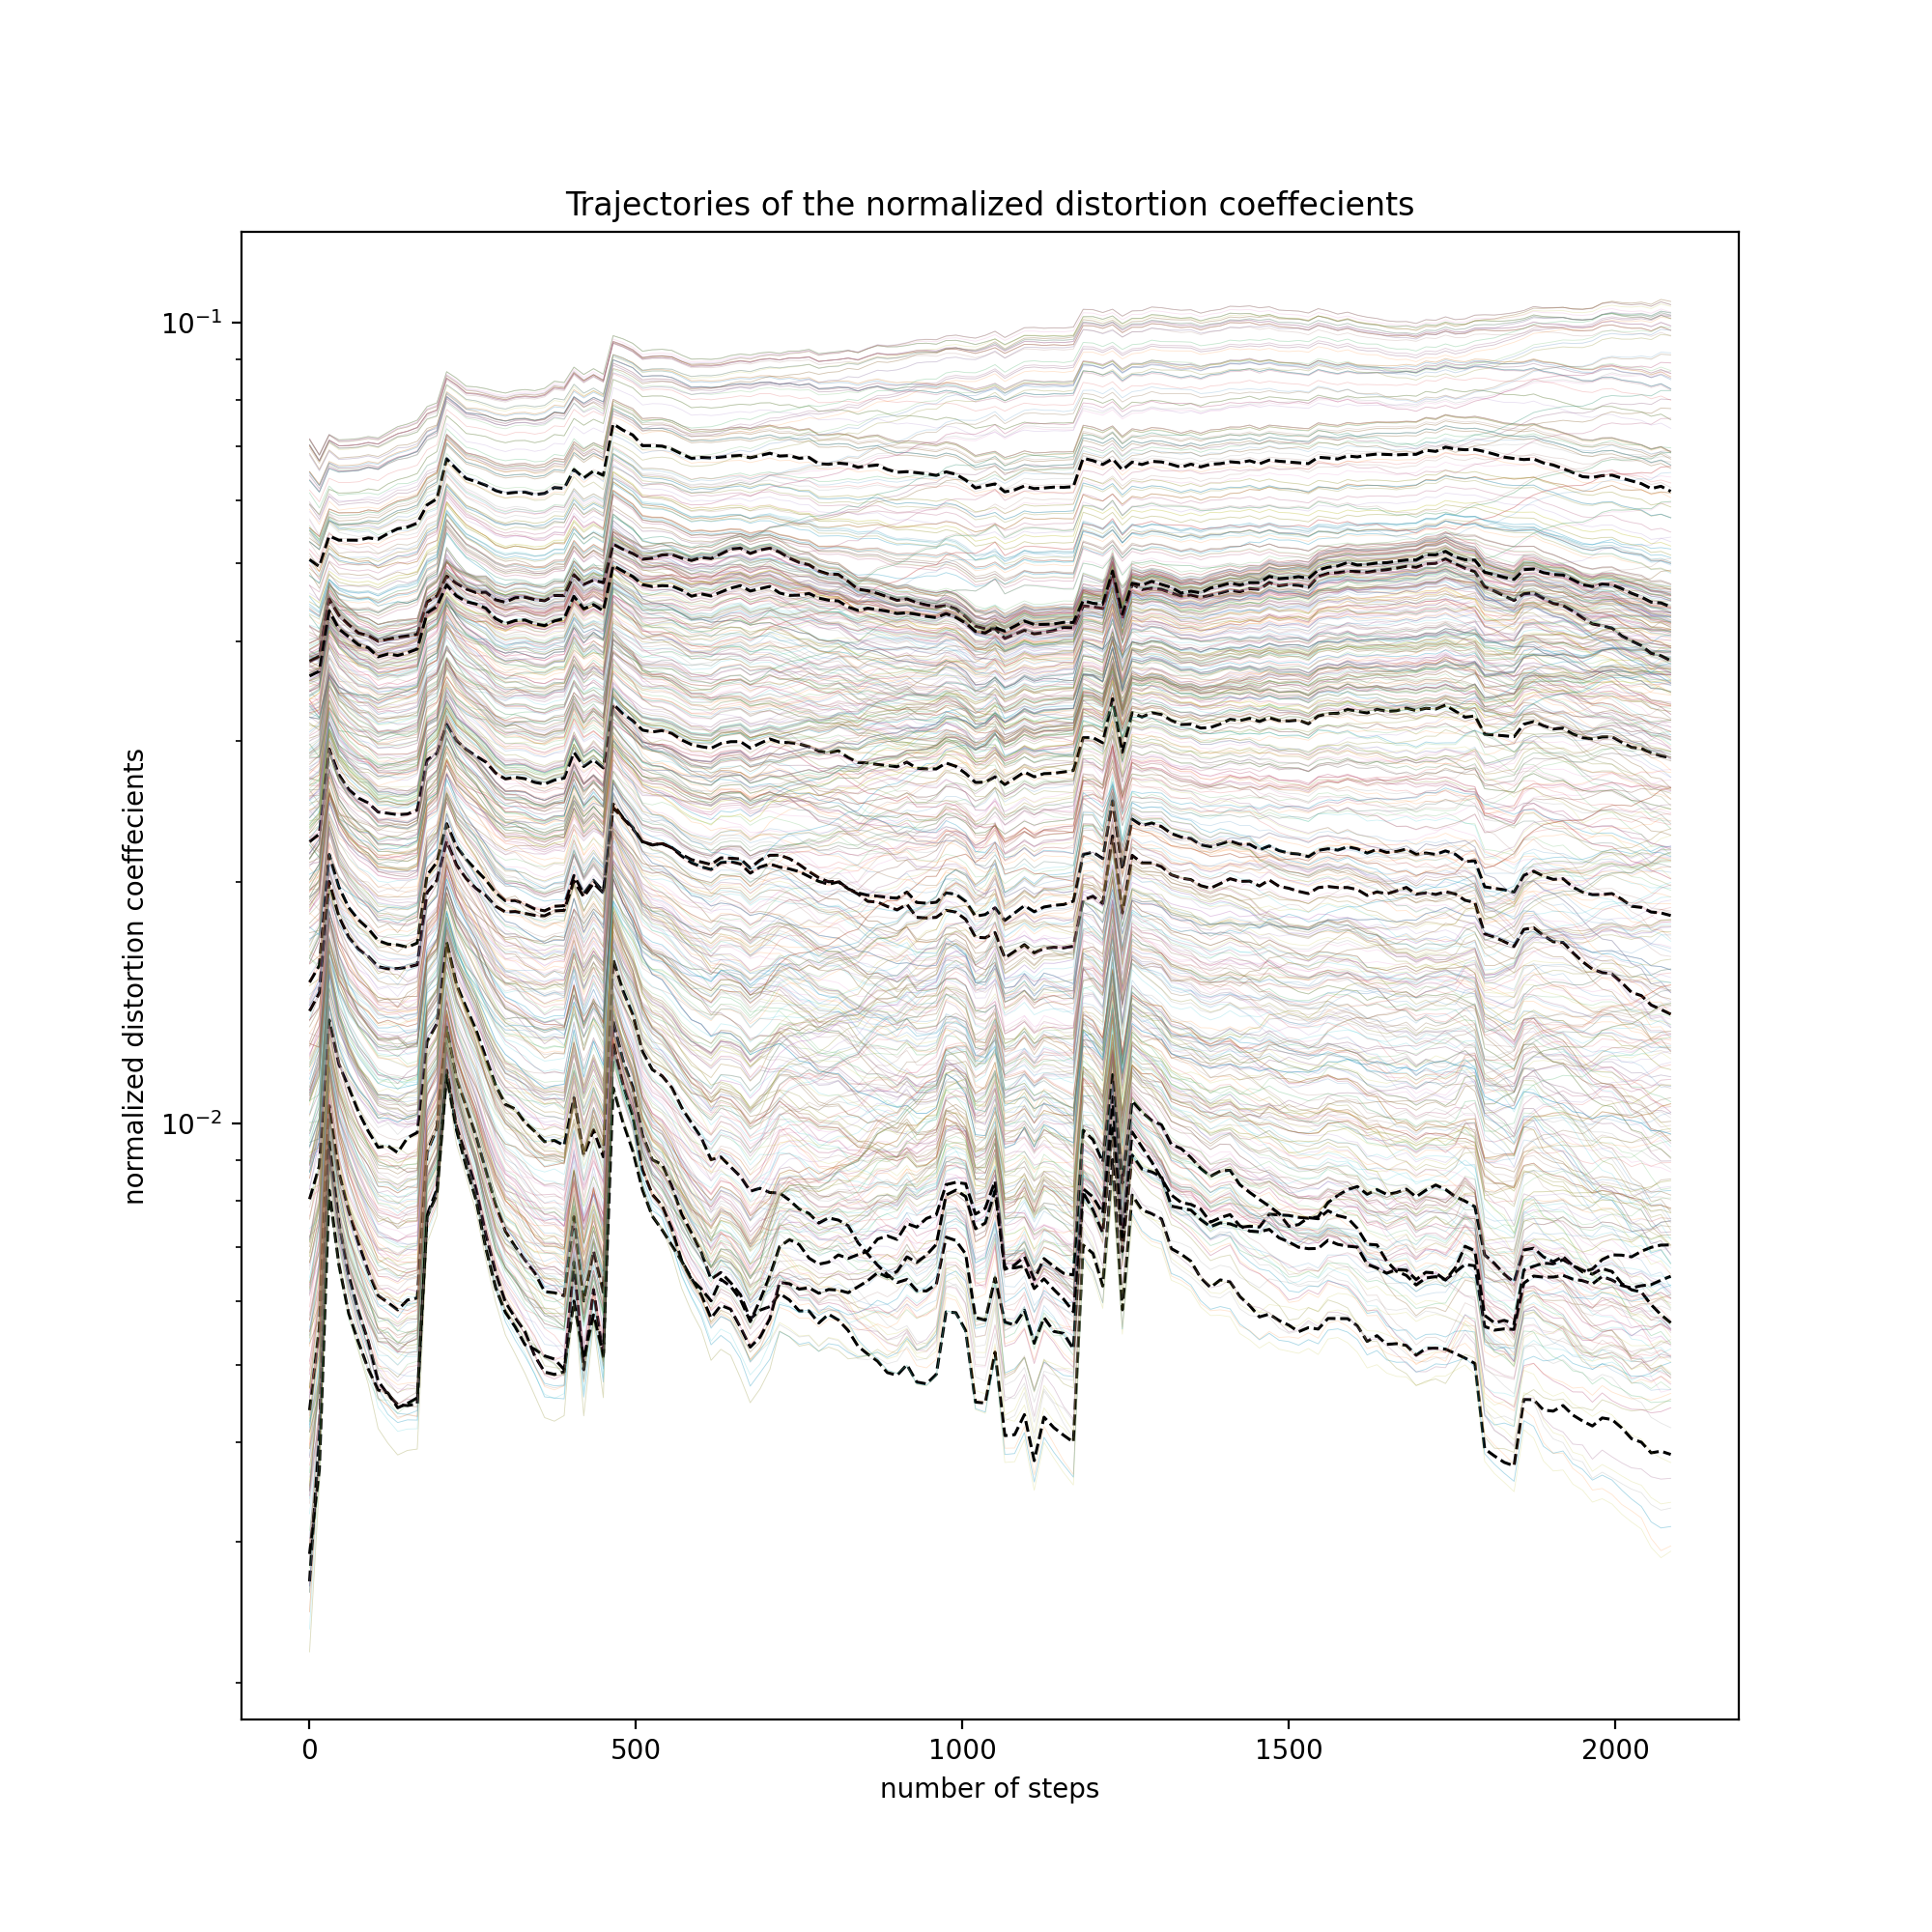 Trajectories of the normalized distortion coeffecients
normalized distortion coeffecients
10⁻¹
10⁻²
0 500 1000 1500 2000
number of steps